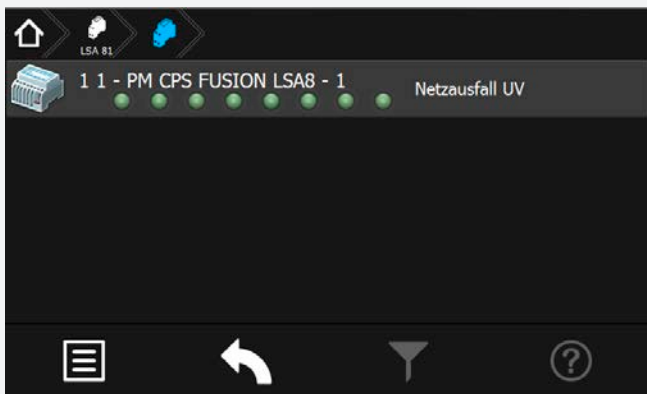 LSA 81
1 1 - PM CPS FUSION LSA8 - 1
Netzausfall UV
?